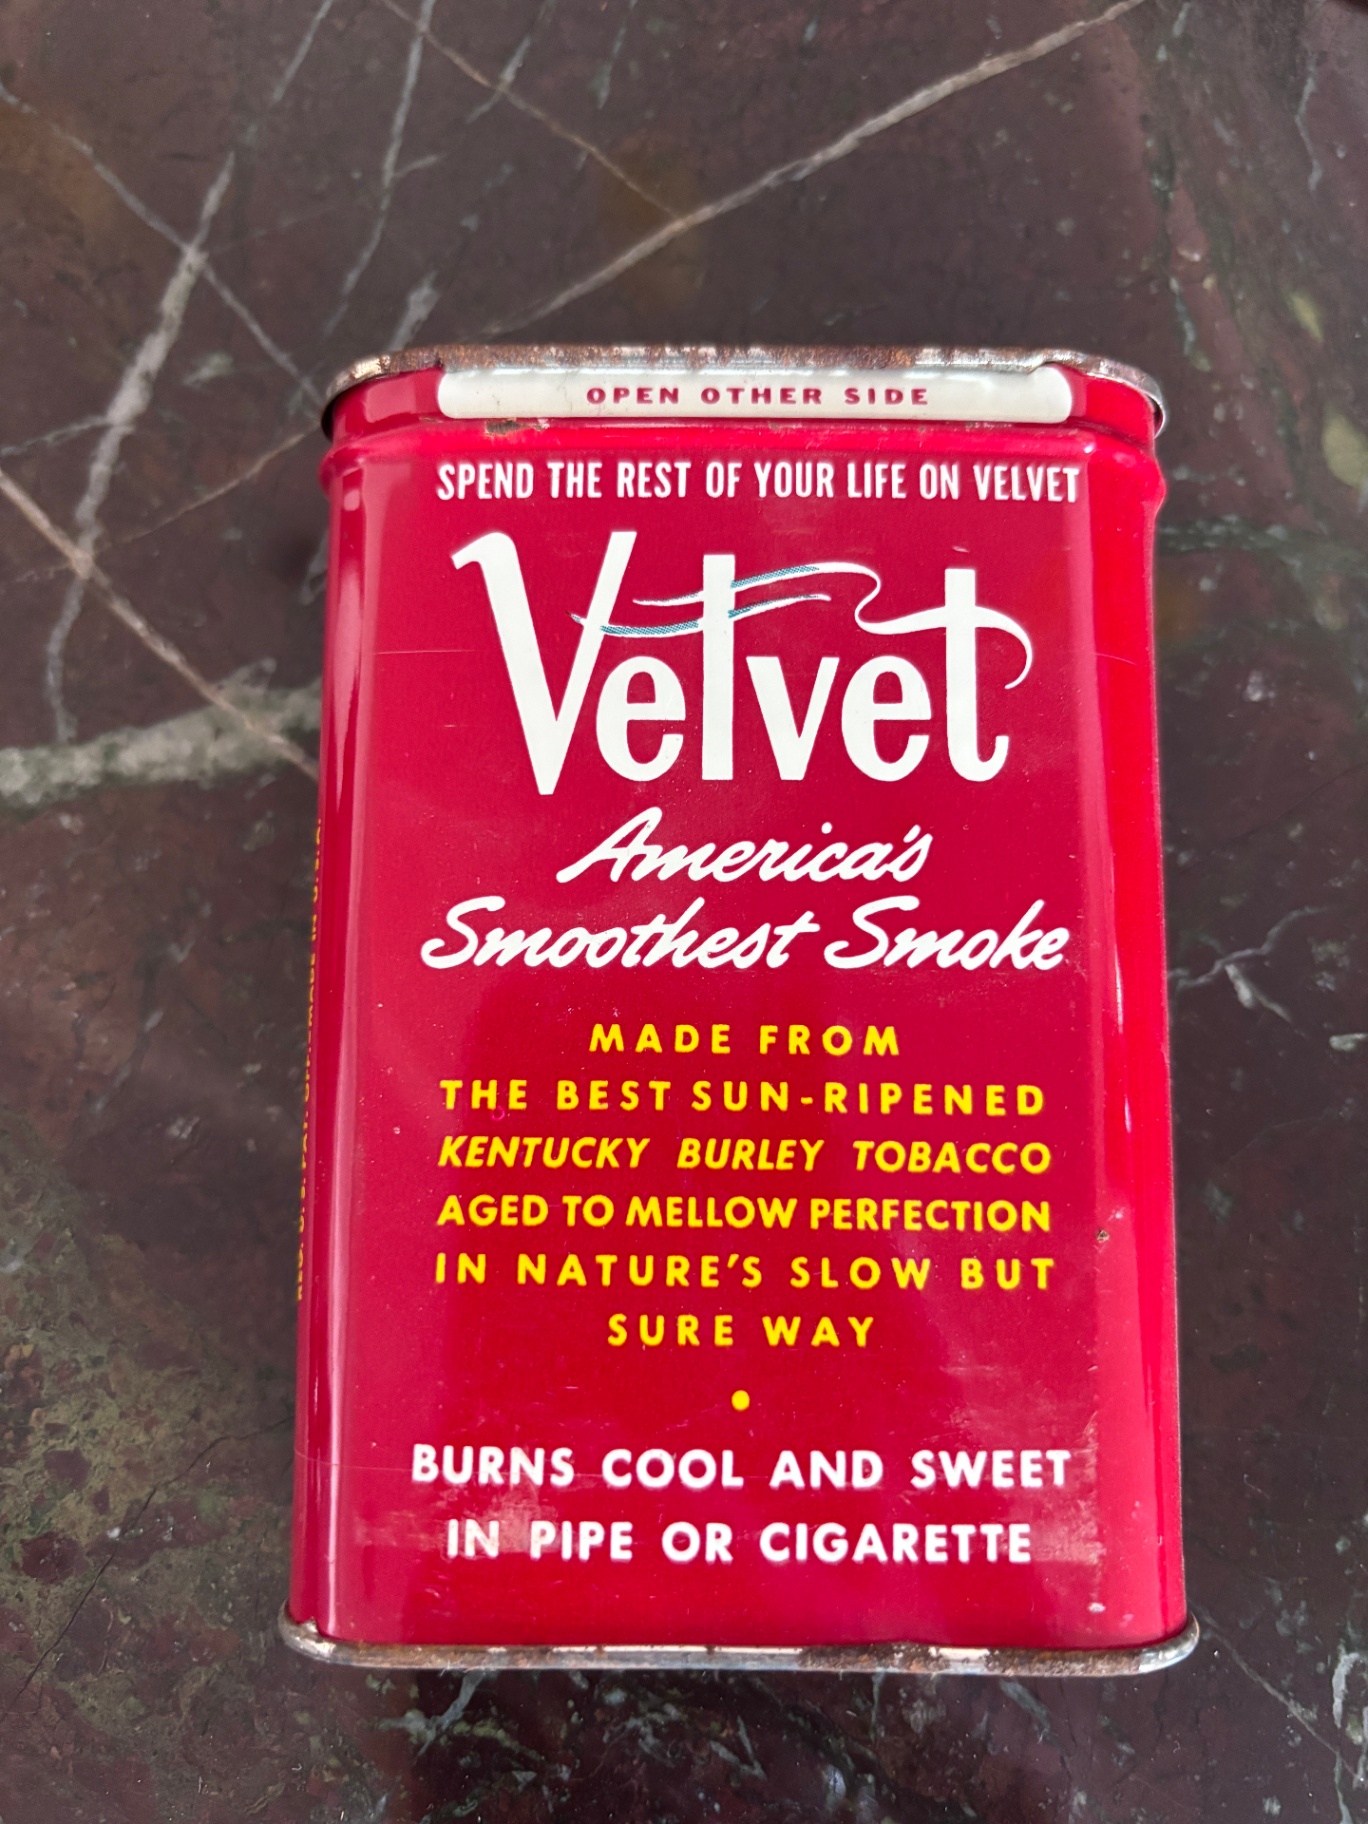 OPEN OTHER SIDE
SPEND THE REST OF YOUR LIFE ON VELVET
Velvet
America's
Smoothest Smoke
MADE FROM
THE BEST SUN-RIPENED
KENTUCKY BURLEY TOBACCO
AGED TO MELLOW PERFECTION
IN NATURE'S SLOW BUT
SURE WAY
•
BURNS COOL AND SWEET
IN PIPE OR CIGARETTE